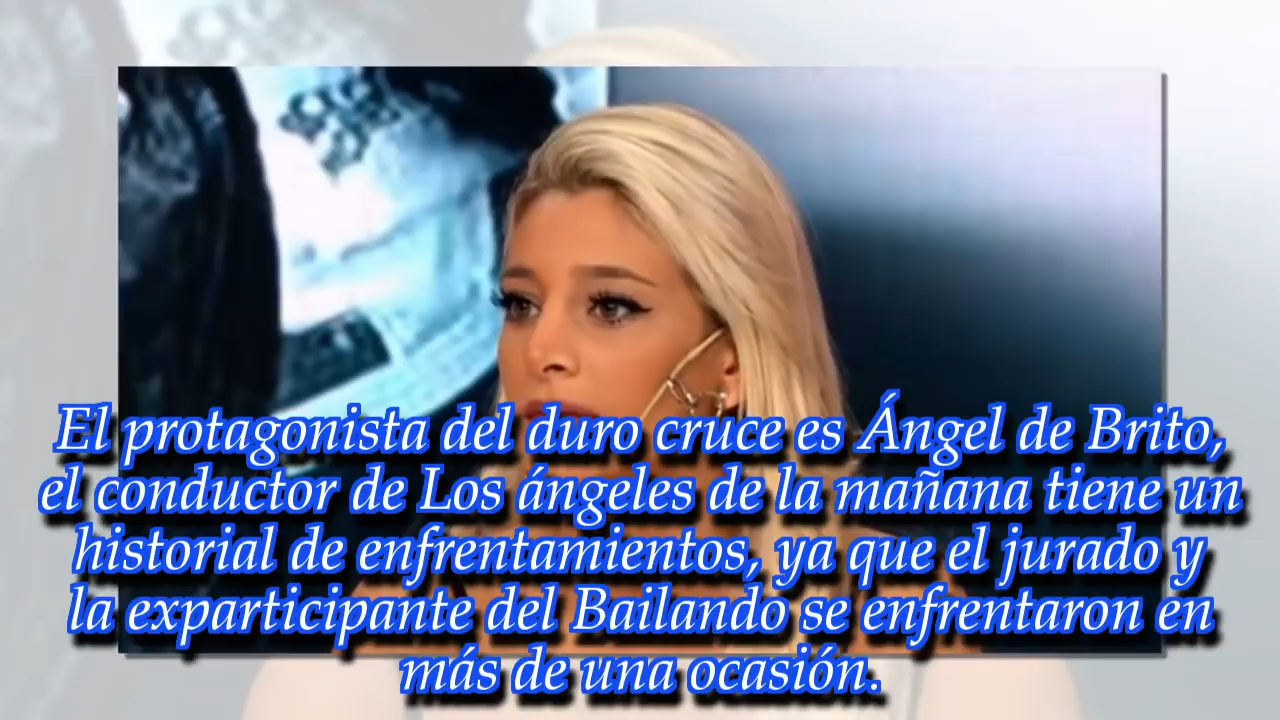 El protagonista del duro cruce es Ángel de Brito,
el conductor de Los ángeles de la mañana tiene un
historial de enfrentamientos, ya que el jurado y
la exparticipante del Bailando se enfrentaron en
más de una ocasión.